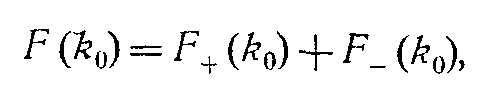 F(k₀) = F₊(k₀) + F₋(k₀),